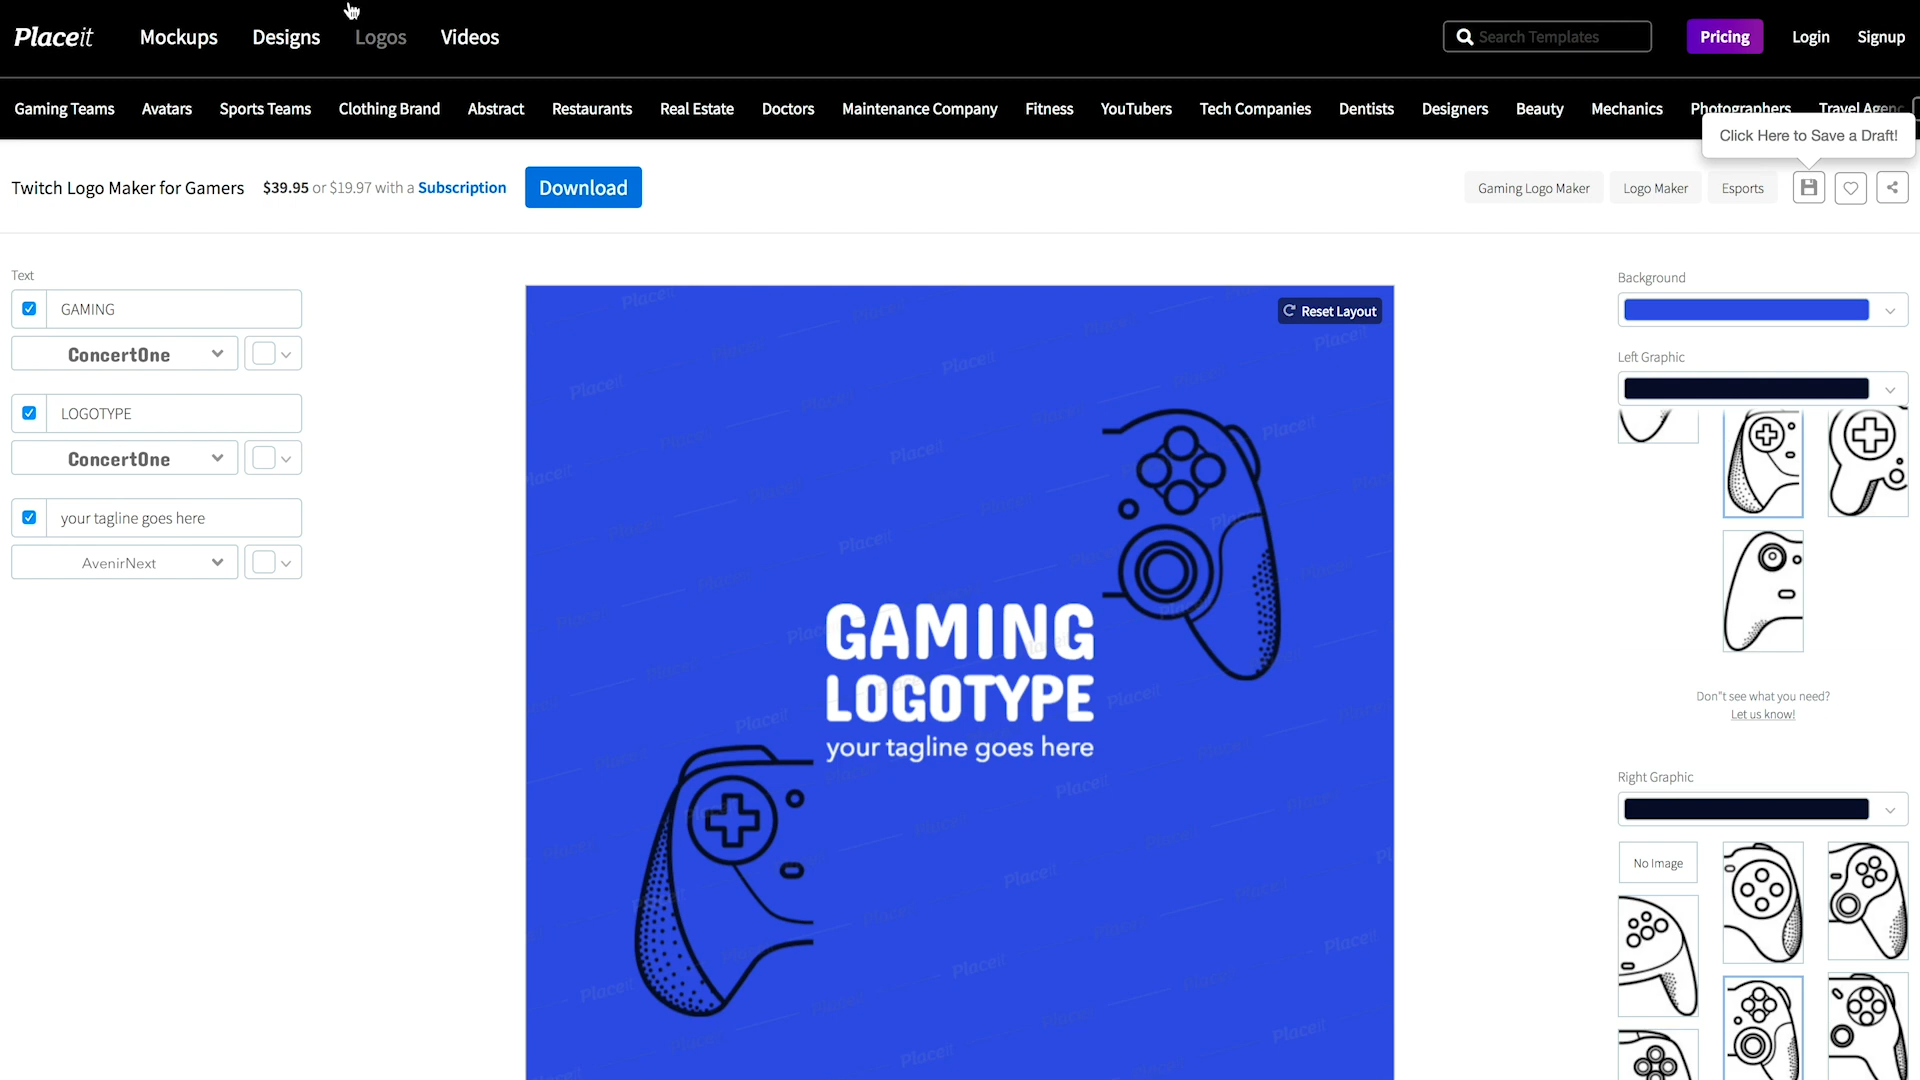 Placeit
Mockups
Designs
Logos
Videos
Search Templates
Pricing
Login
Signup
Gaming Teams
Avatars
Sports Teams
Clothing Brand
Abstract
Restaurants
Real Estate
Doctors
Maintenance Company
Fitness
YouTubers
Tech Companies
Dentists
Designers
Beauty
Mechanics
Photographers
Travel Agenc
Click Here to Save a Draft!
Twitch Logo Maker for Gamers
$39.95 or $19.97 with a Subscription
Download
Gaming Logo Maker
Logo Maker
Esports
Text
GAMING
ConcertOne
LOGOTYPE
ConcertOne
your tagline goes here
AvenirNext
Reset Layout
GAMING
LOGOTYPE
your tagline goes here
Background
Left Graphic
Don"t see what you need?
Let us know!
Right Graphic
No Image